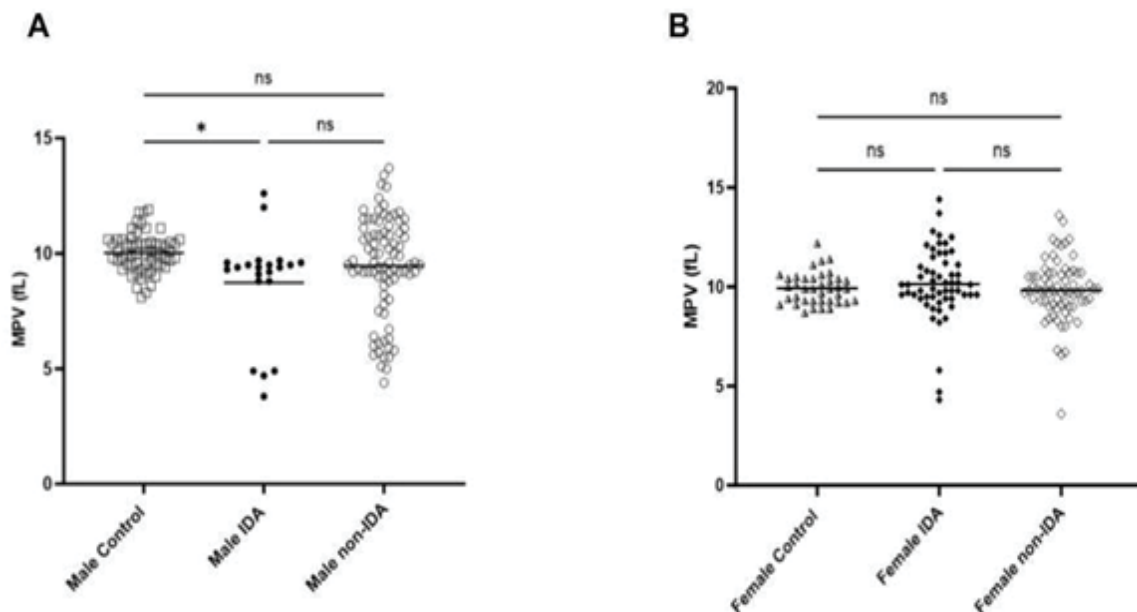 A
ns
* ns
15
10
5
0
MPV (fL)
Male Control
Male IDA
Male non-IDA
B
20
ns
ns ns
15
10
5
0
MPV (fL)
Female Control
Female IDA
Female non-IDA